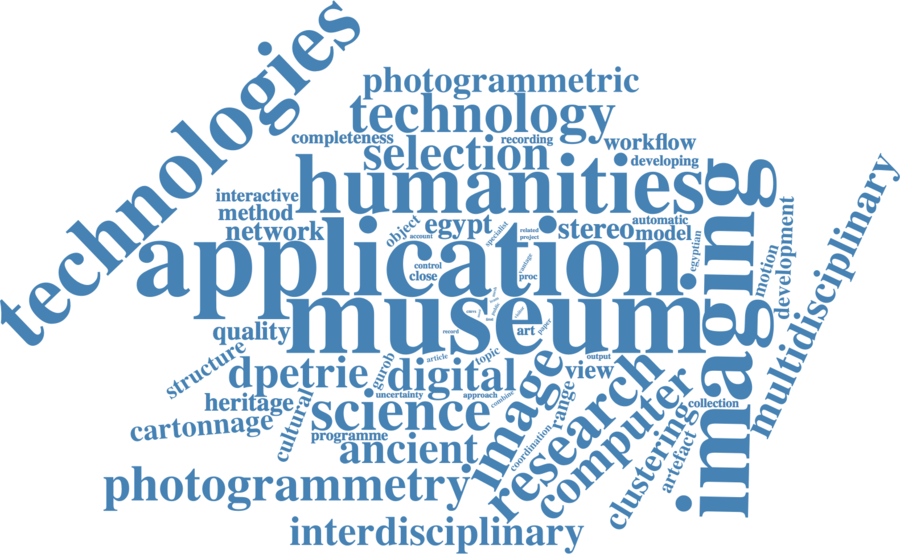 technologies
photogrammetric
technology
completeness
recording
workflow
selection
developing
humanities
imaging
multidisciplinary
interactive
method
network
object
egypt
account
specialist
related
project
stereo
automatic
model
egyptian
development
motion
application
control
close
proc
museum
record
art
paper
quality
structure
dpetrie
gurob
digital
article
topic
image
output
view
research
computer
heritage
cultural
uncertainty
approach
combine
range
collection
cartonnage
science
programme
ancient
coordination
clustering
artefact
photogrammetry
interdisciplinary